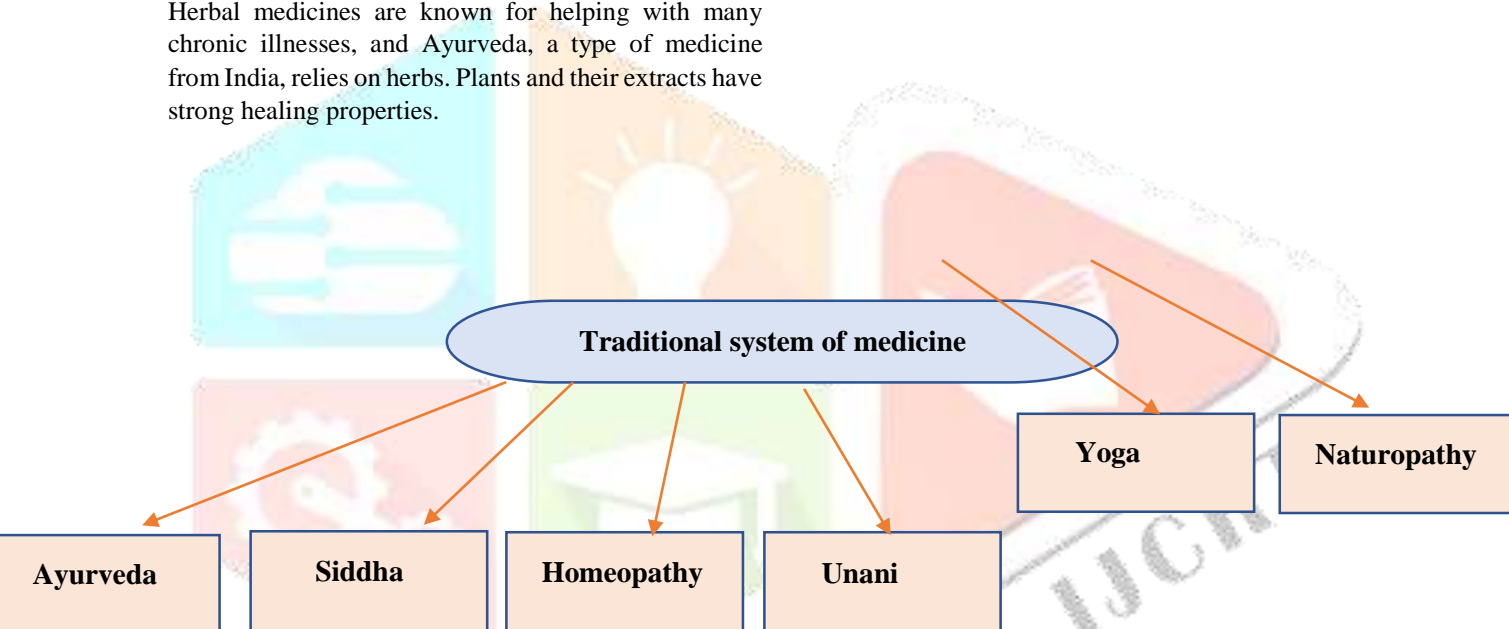 Herbal medicines are known for helping with many
chronic illnesses, and Ayurveda, a type of medicine
from India, relies on herbs. Plants and their extracts have
strong healing properties.
Traditional system of medicine
Yoga
Naturopathy
Ayurveda
Siddha
Homeopathy
Unani